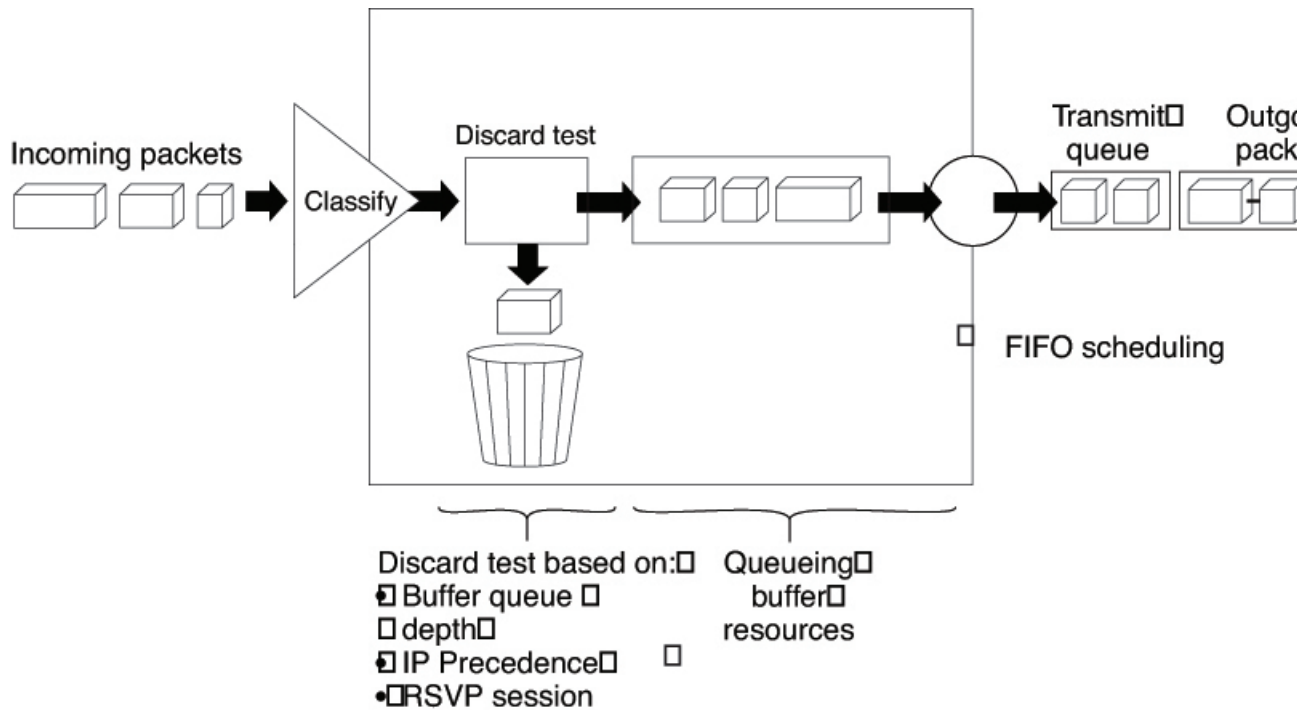 Incoming packets
Classify
Discard test
Transmit
queue
FIFO scheduling
Discard test based on:
• Buffer queue
depth
• IP Precedence
• RSVP session
Queueing
buffer
resources